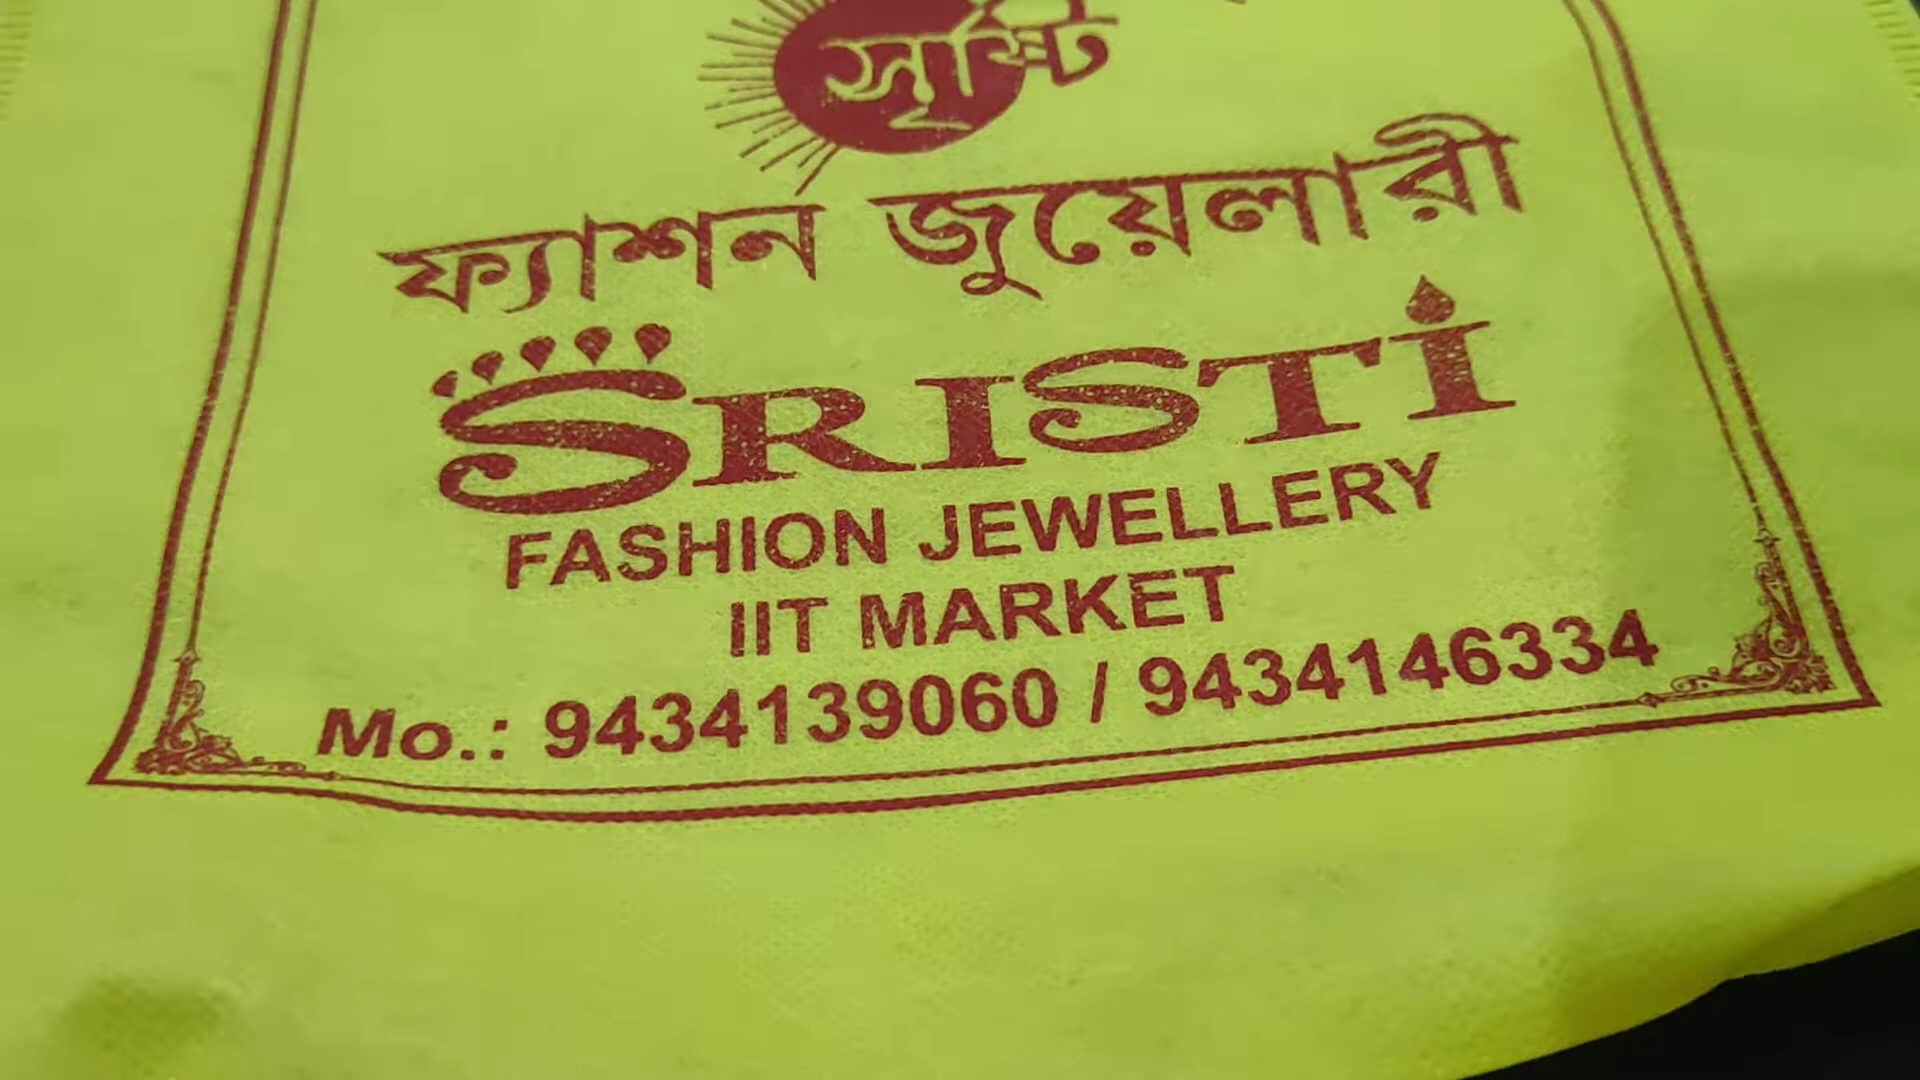 সৃষ্টি
ফ্যাশন জুয়েলারী
SRISTi
FASHION JEWELLERY
IIT MARKET
Mo.: 9434139060 / 9434146334